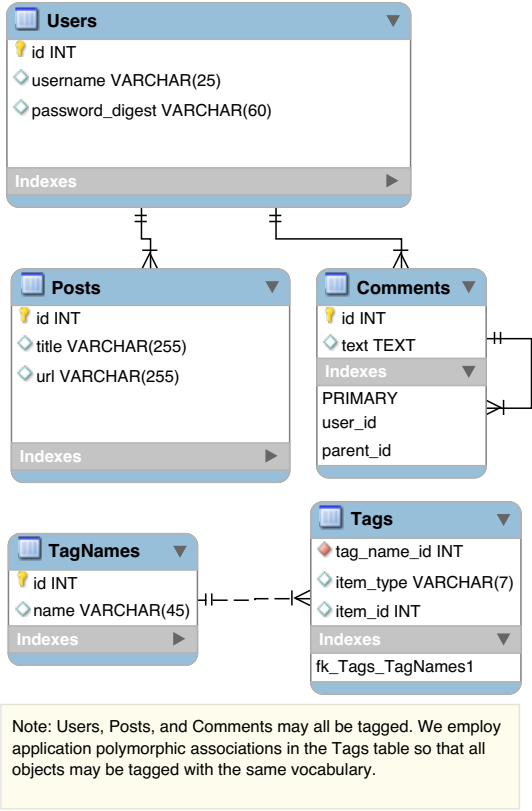 Users
id INT
username VARCHAR(25)
password_digest VARCHAR(60)
Indexes
Posts
id INT
title VARCHAR(255)
url VARCHAR(255)
Indexes
Comments
id INT
text TEXT
Indexes
PRIMARY
user_id
parent_id
TagNames
id INT
name VARCHAR(45)
Indexes
Tags
tag_name_id INT
item_type VARCHAR(7)
item_id INT
Indexes
fk_Tags_TagNames1
Note: Users, Posts, and Comments may all be tagged. We employ
application polymorphic associations in the Tags table so that all
objects may be tagged with the same vocabulary.